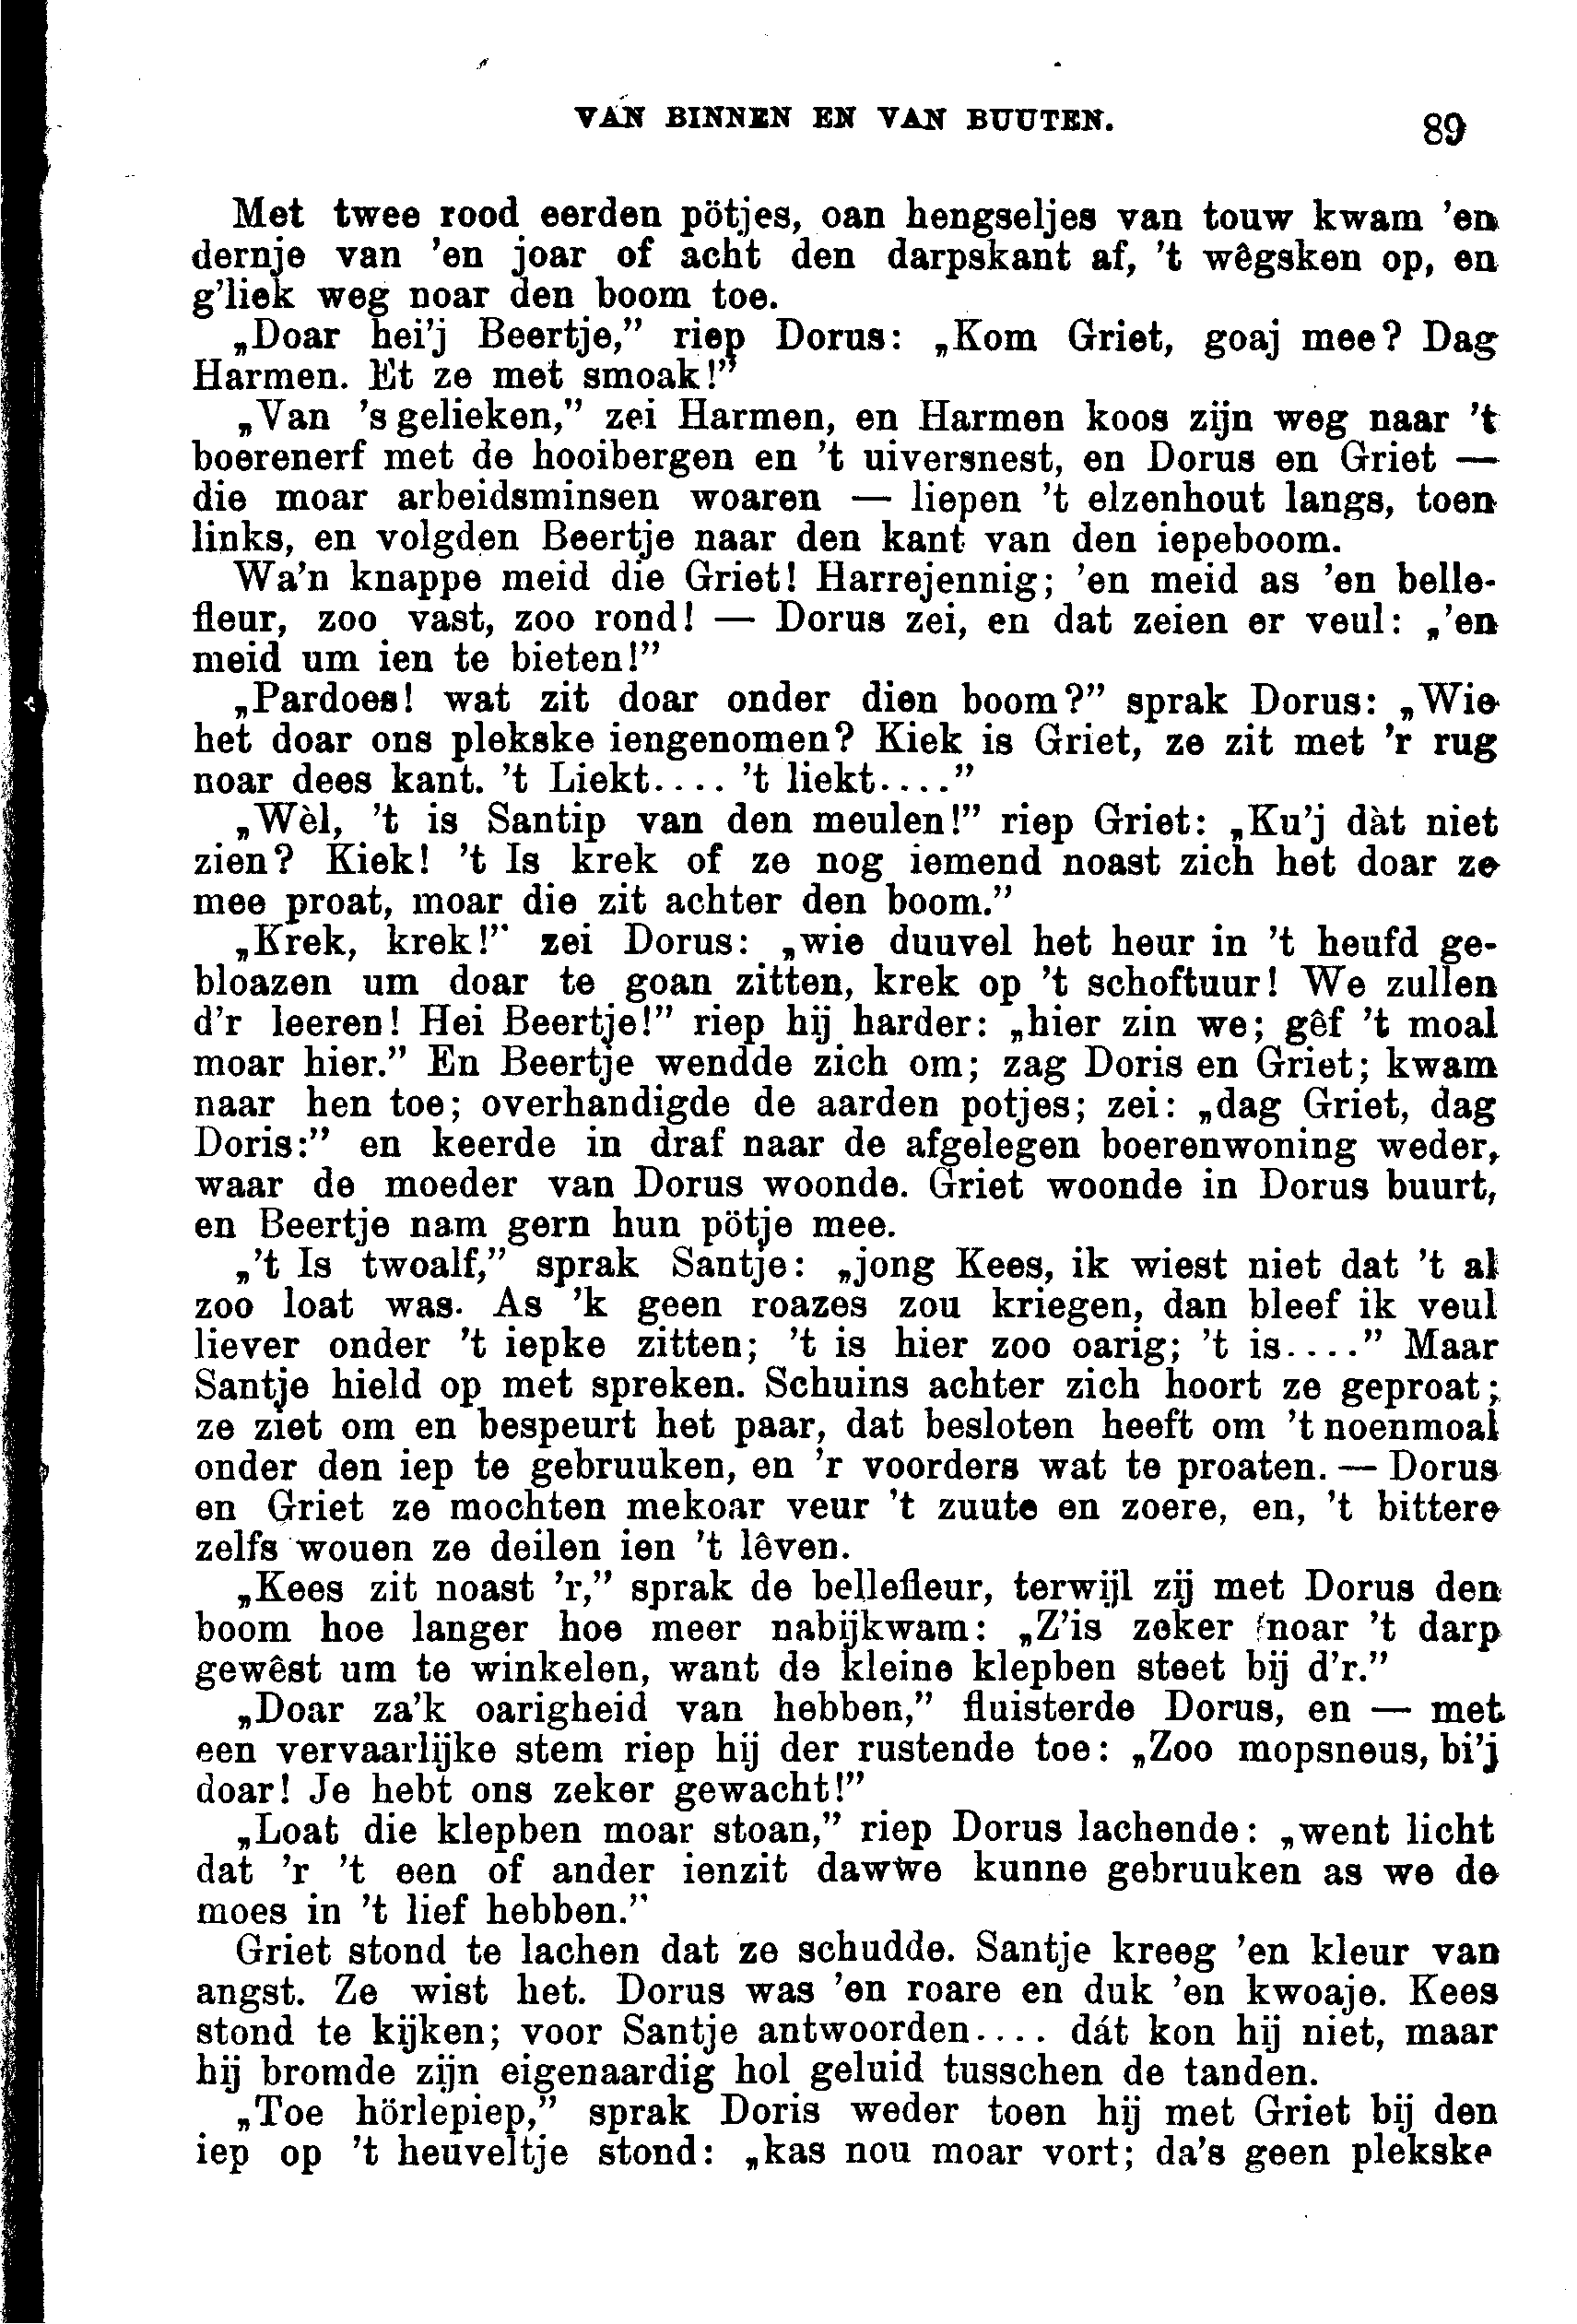 VAN BINNEN EN VAN BUUTEN. 89
Met twee rood eerden pötjes, oan hengseljes van touw kwam 'en
dernje van 'en joar of acht den darpskant af, 't wêgsken op, en
g'liek weg noar den boom toe.
„Doar hei'j Beertje,” riep Dorus: „Kom Griet, goaj mee? Dag
Harmen. Et ze met smoak!”
„Van 's gelieken,” zei Harmen, en Harmen koos zijn weg naar 't
boerenerf met de hooibergen en 't uiversnest, en Dorus en Griet —
die moar arbeidsminsen woaren — liepen 't elzenhout langs, toen
links, en volgden Beertje naar den kant van den iepeboom.
Wa'n knappe meid die Griet! Harrejennig; 'en meid as 'en belle-
fleur, zoo vast, zoo rond! — Dorus zei, en dat zeien er veul: „'en
meid um ien te bieten!”
„Pardoes! wat zit doar onder dien boom?” sprak Dorus: „Wie
het doar ons plekske iengenomen? Kiek is Griet, ze zit met 'r rug
noar dees kant. 't Liekt.... 't liekt....”
„Wèl, 't is Santip van den meulen!” riep Griet: „Ku'j dàt niet
zien? Kiek! 't Is krek of ze nog iemend noast zich het doar ze
mee proat, moar die zit achter den boom.”
„Krek, krek!” zei Dorus: „wie duuvel het heur in 't heufd ge-
bloazen um doar te goan zitten, krek op 't schoftuur! We zullen
d'r leeren! Hei Beertje!” riep hij harder: „hier zin we; gêf 't moal
moar hier.” En Beertje wendde zich om; zag Doris en Griet; kwam
naar hen toe; overhandigde de aarden potjes; zei: „dag Griet, dag
Doris:” en keerde in draf naar de afgelegen boerenwoning weder,
waar de moeder van Dorus woonde. Griet woonde in Dorus buurt,
en Beertje nam gern hun pötje mee.
„'t Is twoalf,” sprak Santje: „jong Kees, ik wiest niet dat 't al
zoo loat was. As 'k geen roazes zou kriegen, dan bleef ik veul
liever onder 't iepke zitten; 't is hier zoo oarig; 't is....” Maar
Santje hield op met spreken. Schuins achter zich hoort ze geproat;
ze ziet om en bespeurt het paar, dat besloten heeft om 't noenmoal
onder den iep te gebruuken, en 'r voorders wat te proaten. — Dorus
en Griet ze mochten mekoar veur 't zuute en zoere, en, 't bittere
zelfs wouen ze deilen ien 't lêven.
„Kees zit noast 'r,” sprak de bellefleur, terwijl zij met Dorus den
boom hoe langer hoe meer nabijkwam: „Z'is zeker noar 't darp
gewêst um te winkelen, want de kleine klepben steet bij d'r.”
„Doar za'k oarigheid van hebben,” fluisterde Dorus, en — met
een vervaarlijke stem riep hij der rustende toe: „Zoo mopsneus, bi'j
doar! Je hebt ons zeker gewacht!”
„Loat die klepben moar stoan,” riep Dorus lachende: „went licht
dat 'r 't een of ander ienzit dawwe kunne gebruuken as we de
moes in 't lief hebben.”
Griet stond te lachen dat ze schudde. Santje kreeg 'en kleur van
angst. Ze wist het. Dorus was 'en roare en duk 'en kwoaje. Kees
stond te kijken; voor Santje antwoorden.... dát kon hij niet, maar
hij bromde zijn eigenaardig hol geluid tusschen de tanden.
„Toe hörlepiep,” sprak Doris weder toen hij met Griet bij den
iep op 't heuveltje stond: „kas nou moar vort; da's geen plekske